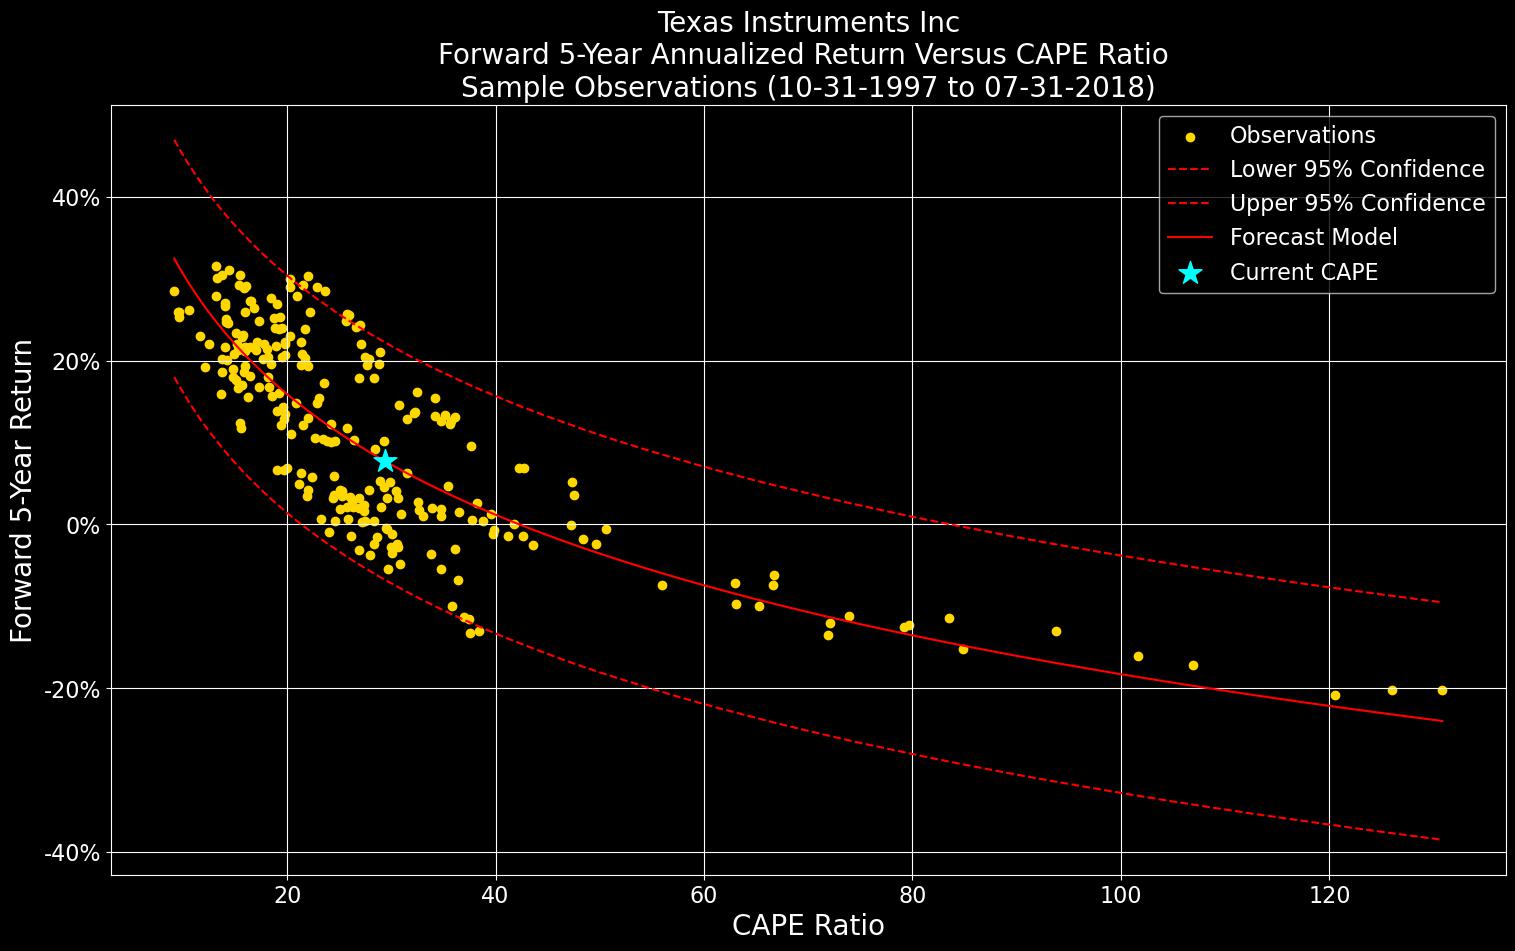 Texas Instruments Inc
Forward 5-Year Annualized Return Versus CAPE Ratio
Sample Observations (10-31-1997 to 07-31-2018)
Observations
Lower 95% Confidence
Upper 95% Confidence
Forecast Model
Current CAPE
Forward 5-Year Return
40%
20%
0%
-20%
-40%
20 40 60 80 100 120
CAPE Ratio